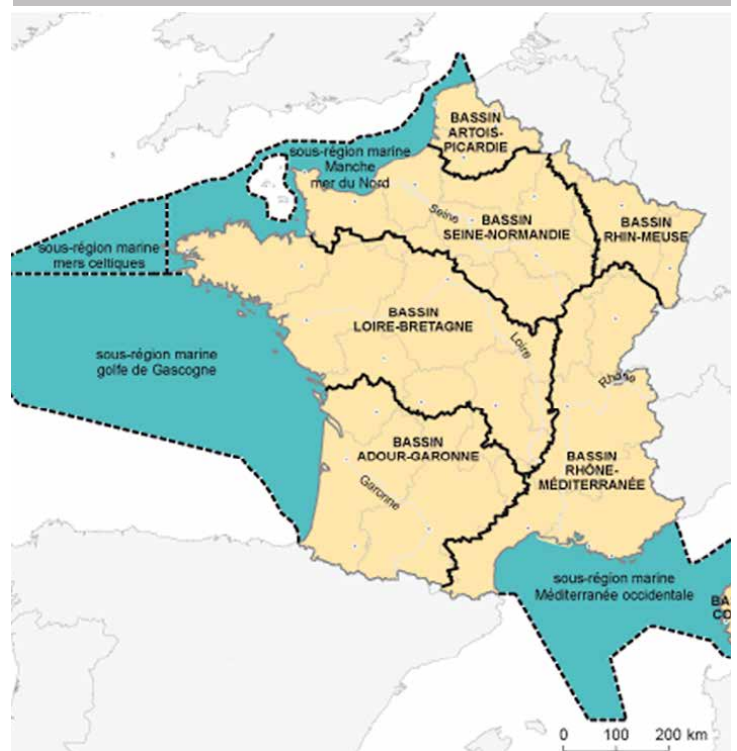 BASSIN
ARTOIS-
PICARDIE
sous-région marine
Manche
mer du Nord
Seine
BASSIN
SEINE-NORMANDIE
BASSIN
RHIN-MEUSE
sous-région marine
mers celtiques
BASSIN
LOIRE-BRETAGNE
Loire
sous-région marine
golfe de Gascogne
Rhône
BASSIN
ADOUR-GARONNE
BASSIN
RHÔNE-
MÉDITERRANÉE
Garonne
sous-région marine
Méditerranée occidentale
BA
CO
0 100 200 km